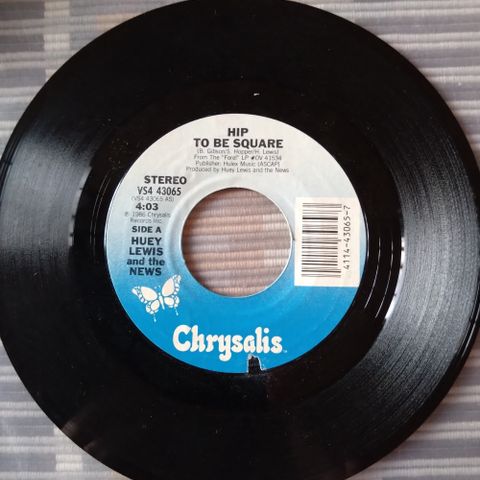 HIP
TO BE SQUARE
(B. Gibson/S. Hopper/H. Lewis)
From The "Fore!" LP #OV 41534
Publisher: Hulex Music (ASCAP)
Produced by Huey Lewis and the News
STEREO
VS4 43065
(VS4 43065 AS)
4:03
℗ 1986 Chrysalis
Records Inc.
SIDE A
HUEY
LEWIS
and the
NEWS
4114-43065-7
Chrysalis